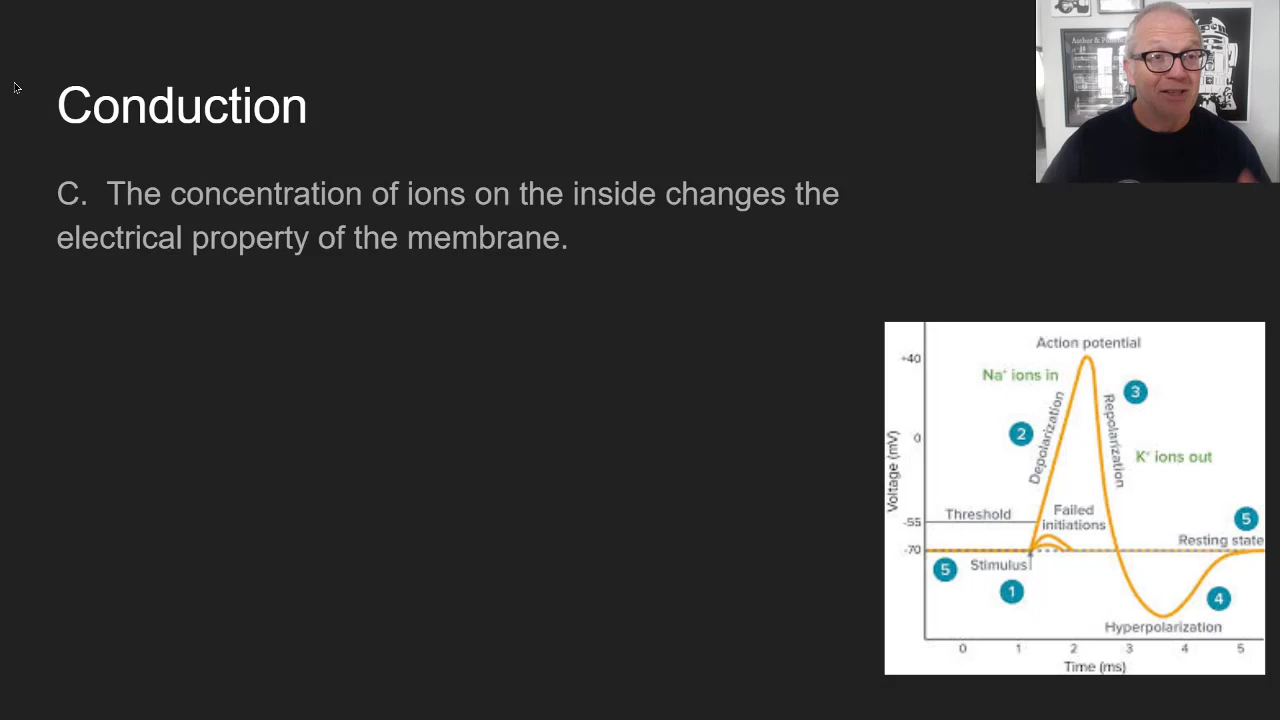 Conduction
C.  The concentration of ions on the inside changes the
electrical property of the membrane.
Action potential
+40
Na⁺ ions in
3
2
Depolarization
Repolarization
0
K⁺ ions out
Voltage (mV)
Threshold
Failed
initiations
-55
5
Resting state
-70
5
Stimulus
1
4
Hyperpolarization
0 1 2 3 4 5
Time (ms)